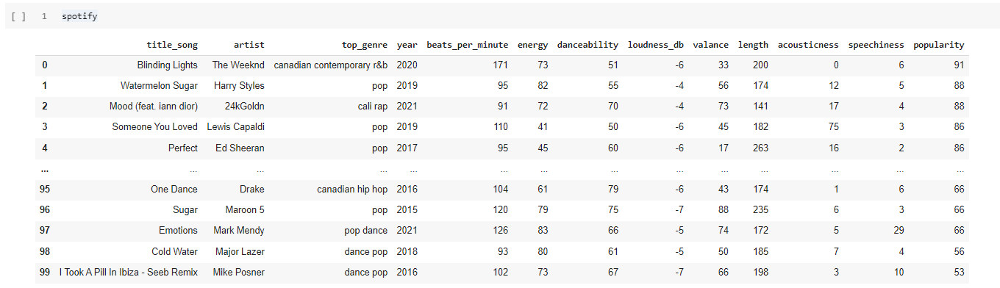 [ ] 1 spotify
title_song artist top_genre year beats_per_minute energy danceability loudness_db valance length acousticness speechiness popularity
0 Blinding Lights The Weeknd canadian contemporary r&b 2020 171 73 51 -6 33 200 0 6 91
1 Watermelon Sugar Harry Styles pop 2019 95 82 55 -4 56 174 12 5 88
2 Mood (feat. iann dior) 24kGoldn cali rap 2021 91 72 70 -4 73 141 17 4 88
3 Someone You Loved Lewis Capaldi pop 2019 110 41 50 -6 45 182 75 3 86
4 Perfect Ed Sheeran pop 2017 95 45 60 -6 17 263 16 2 86
... ... ... ... ... ... ... ... ... ... ... ... ... ...
95 One Dance Drake canadian hip hop 2016 104 61 79 -6 43 174 1 6 66
96 Sugar Maroon 5 pop 2015 120 79 75 -7 88 235 6 3 66
97 Emotions Mark Mendy pop dance 2021 126 83 66 -5 74 172 5 29 66
98 Cold Water Major Lazer dance pop 2018 93 80 61 -5 50 185 7 4 56
99 I Took A Pill In Ibiza - Seeb Remix Mike Posner dance pop 2016 102 73 67 -7 66 198 3 10 53